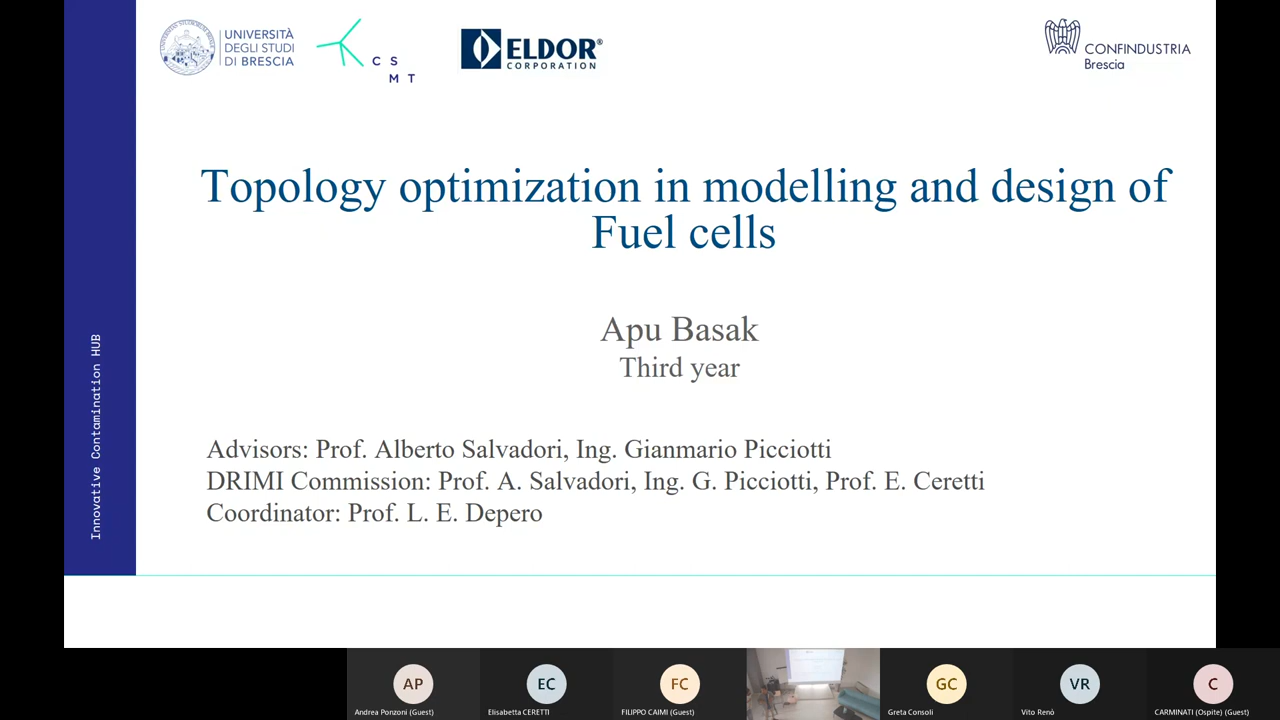 UNIVERSITÀ
DEGLI STUDI
DI BRESCIA
C S
M T
ELDOR®
CORPORATION
CONFINDUSTRIA
Brescia
Topology optimization in modelling and design of
Fuel cells
Apu Basak
Third year
Innovative Contamination HUB
Advisors: Prof. Alberto Salvadori, Ing. Gianmario Picciotti
DRIMI Commission: Prof. A. Salvadori, Ing. G. Picciotti, Prof. E. Ceretti
Coordinator: Prof. L. E. Depero
AP
EC
FC
GC
VR
C
Andrea Ponzoni (Guest)
Elisabetta CERETTI
FILIPPO CAIMI (Guest)
Greta Consoli
Vito Renò
CARMINATI (Ospite) (Guest)